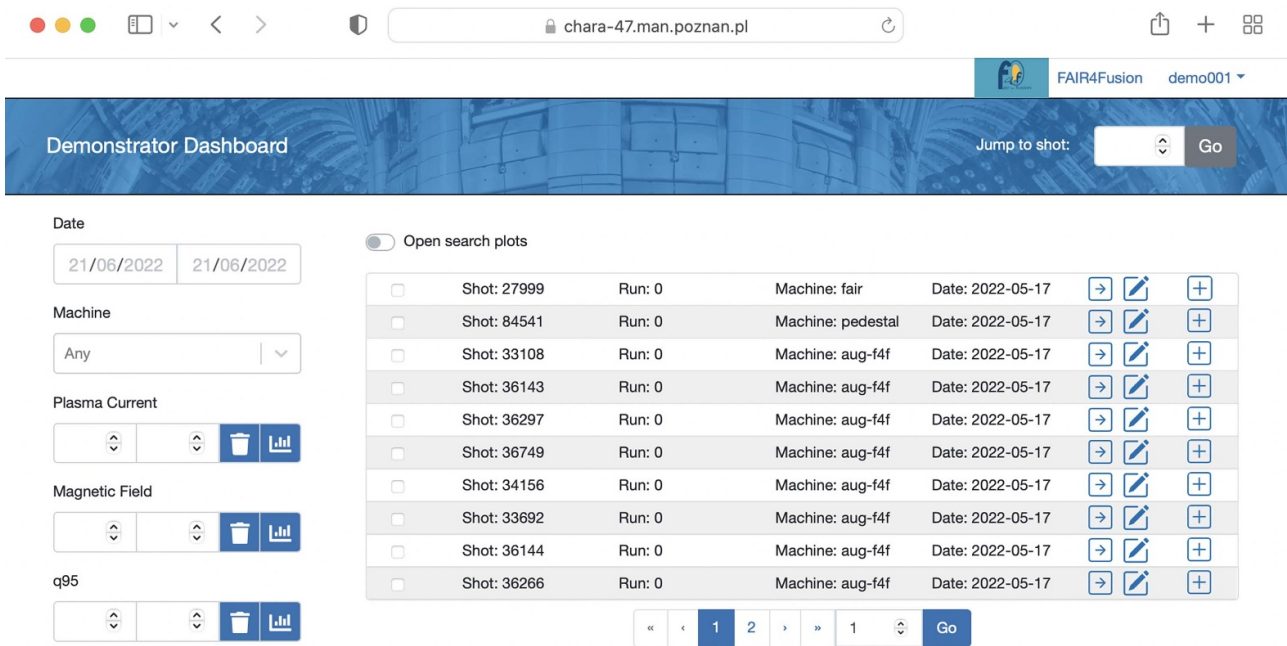 chara-47.man.poznan.pl
FAIR4Fusion demo001
Demonstrator Dashboard
Jump to shot: Go
Date
21/06/2022 21/06/2022
Machine
Any
Plasma Current
Magnetic Field
q95
Open search plots
Shot: 27999 Run: 0 Machine: fair Date: 2022-05-17
Shot: 84541 Run: 0 Machine: pedestal Date: 2022-05-17
Shot: 33108 Run: 0 Machine: aug-f4f Date: 2022-05-17
Shot: 36143 Run: 0 Machine: aug-f4f Date: 2022-05-17
Shot: 36297 Run: 0 Machine: aug-f4f Date: 2022-05-17
Shot: 36749 Run: 0 Machine: aug-f4f Date: 2022-05-17
Shot: 34156 Run: 0 Machine: aug-f4f Date: 2022-05-17
Shot: 33692 Run: 0 Machine: aug-f4f Date: 2022-05-17
Shot: 36144 Run: 0 Machine: aug-f4f Date: 2022-05-17
Shot: 36266 Run: 0 Machine: aug-f4f Date: 2022-05-17
« ‹ 1 2 › » 1 Go